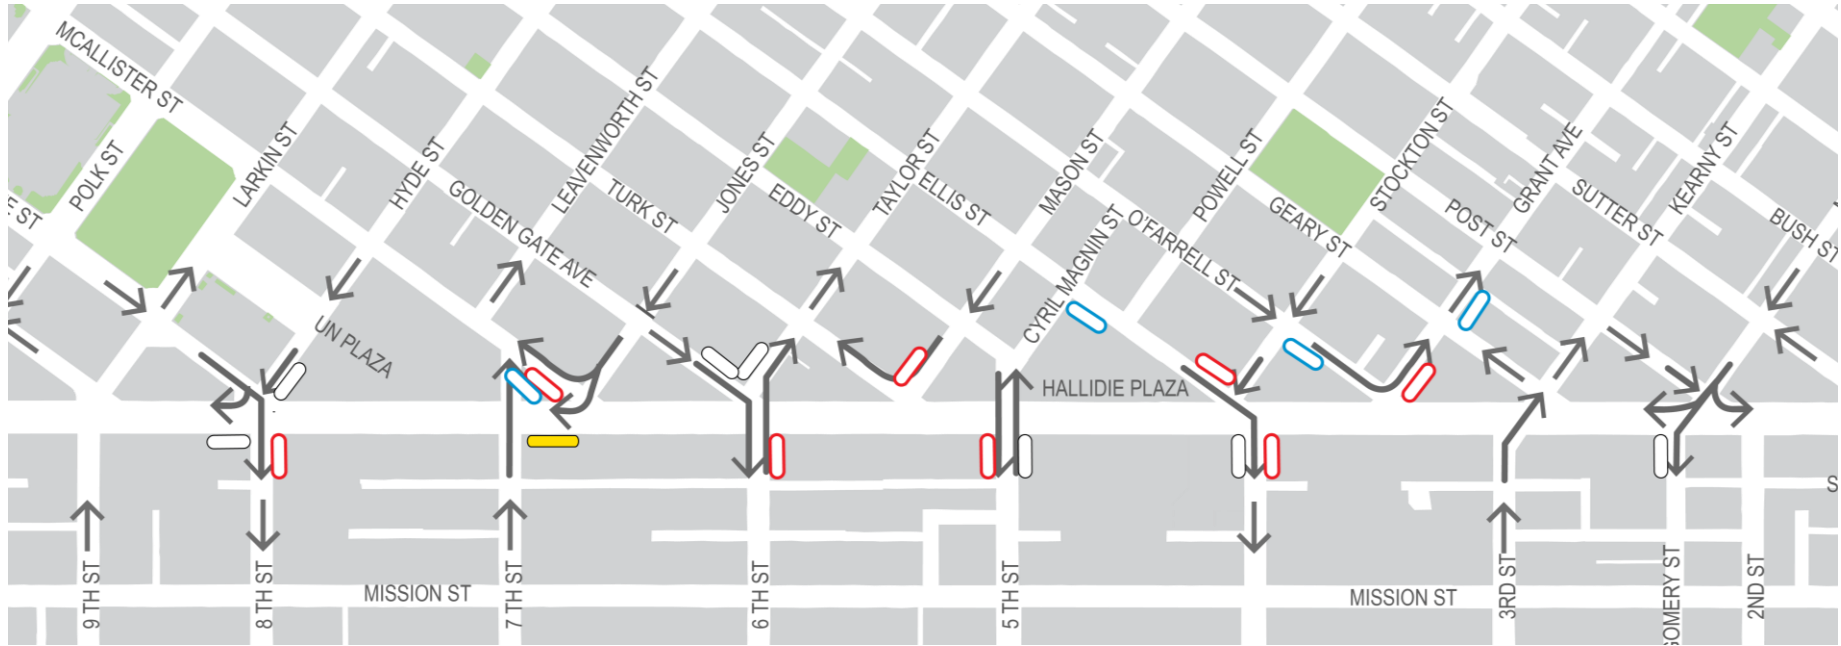 MCALLISTER ST
POLK ST
E ST
LARKIN ST
HYDE ST
UN PLAZA
GOLDEN GATE AVE
LEAVENWORTH ST
TURK ST
JONES ST
EDDY ST
TAYLOR ST
ELLIS ST
MASON ST
CYRIL MAGNIN ST
O'FARRELL ST
POWELL ST
GEARY ST
STOCKTON ST
POST ST
GRANT AVE
SUTTER ST
KEARNY ST
BUSH ST
HALLIDIE PLAZA
S
9 TH ST
8 TH ST
MISSION ST
7 TH ST
6 TH ST
5 TH ST
MISSION ST
3RD ST
GOMERY ST
2ND ST